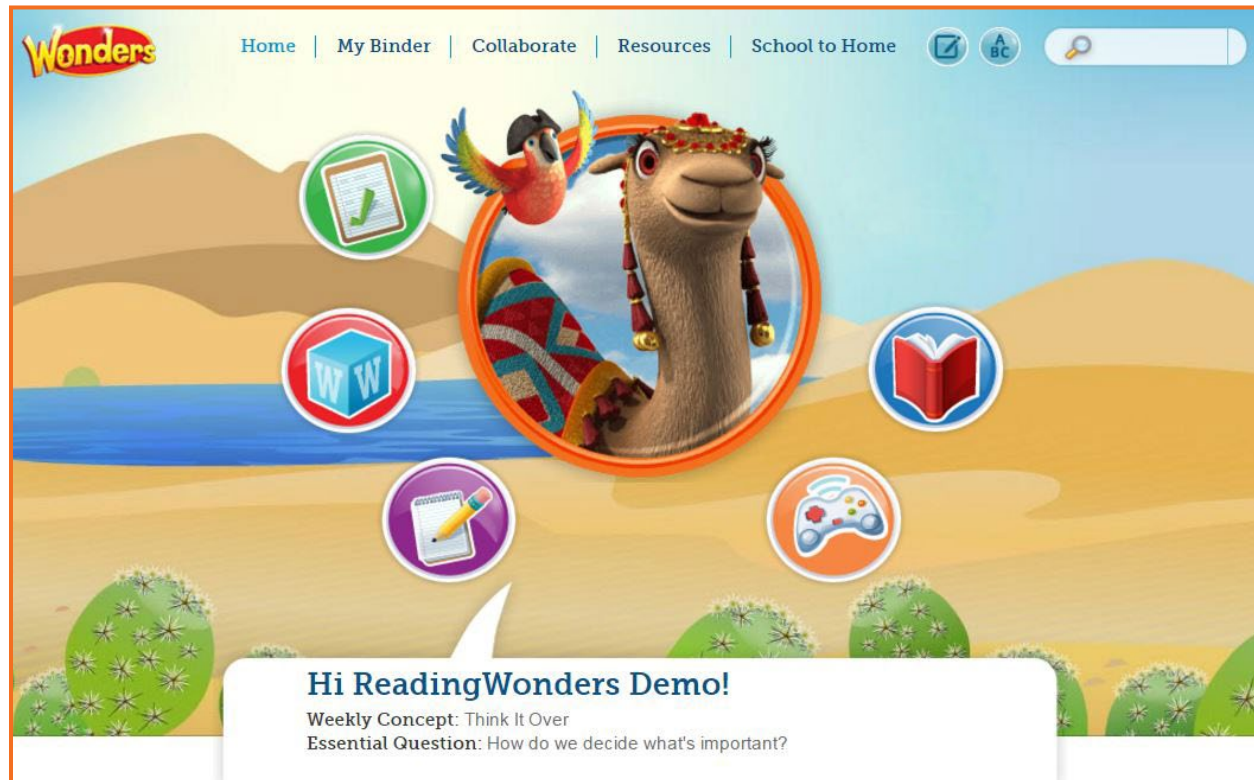 Wonders
Home | My Binder | Collaborate | Resources | School to Home
A
BC
W W
Hi ReadingWonders Demo!
Weekly Concept: Think It Over
Essential Question: How do we decide what's important?